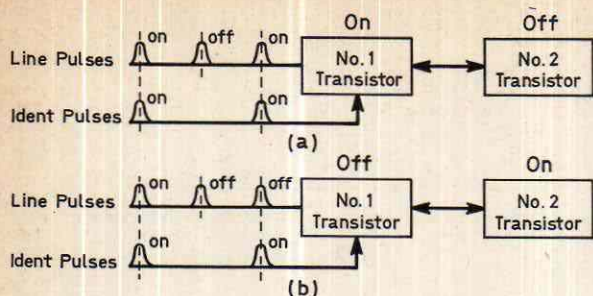 On Off
on off on
Line Pulses No. 1 Transistor No. 2 Transistor
on on
Ident Pulses
(a)
Off On
on off off
Line Pulses No. 1 Transistor No. 2 Transistor
on on
Ident Pulses
(b)